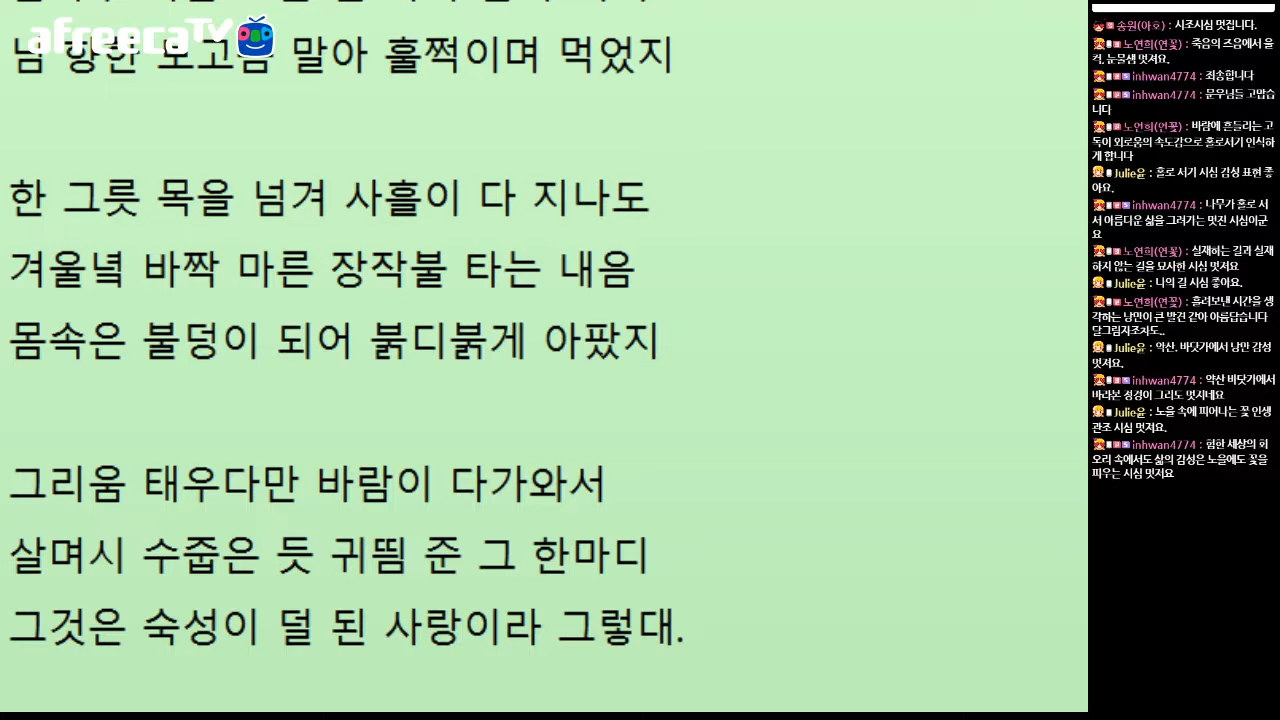 afreecaTV
님 향한 보고픔 말아 훌쩍이며 먹었지
한 그릇 목을 넘겨 사흘이 다 지나도
겨울녘 바짝 마른 장작불 타는 내음
몸속은 불덩이 되어 붉디붉게 아팠지
그리움 태우다만 바람이 다가와서
살며시 수줍은 듯 귀띔 준 그 한마디
그것은 숙성이 덜 된 사랑이라 그렇대.
송원(아호) : 시조시심 멋집니다.
노연희(연꽃) : 죽음의 즈음에서 울
컥. 눈물샘 멋져요.
inhwan4774 : 죄송합니다
inhwan4774 : 문우님들 고맙습
니다
노연희(연꽃) : 바람에 흔들리는 고
독이 외로움의 속도감으로 홀로서기 인식하
게 합니다
Julie윤 : 홀로 서기 시심 감성 표현 좋
아요.
inhwan4774 : 나무가 홀로 서
서 아름다운 삶을 그려가는 멋진 시심이군
요
노연희(연꽃) : 실재하는 길과 실재
하지 않는 길을 묘사한 시심 멋져요
Julie윤 : 나의 길 시심 좋아요.
노연희(연꽃) : 흘려보낸 시간을 생
각하는 낭만이 큰 발견 같아 아름답습니다
달그림자조차도..
Julie윤 : 약산. 바닷가에서 낭만 감성
멋져요.
inhwan4774 : 약산 바닷가에서
바라본 정경이 그리도 멋지네요
Julie윤 : 노을 속에 피어나는 꽃 인생
관조 시심 멋져요.
inhwan4774 : 험한 세상의 회
오리 속에서도 삶의 감성은 노을에도 꽃을
피우는 시심 멋지요